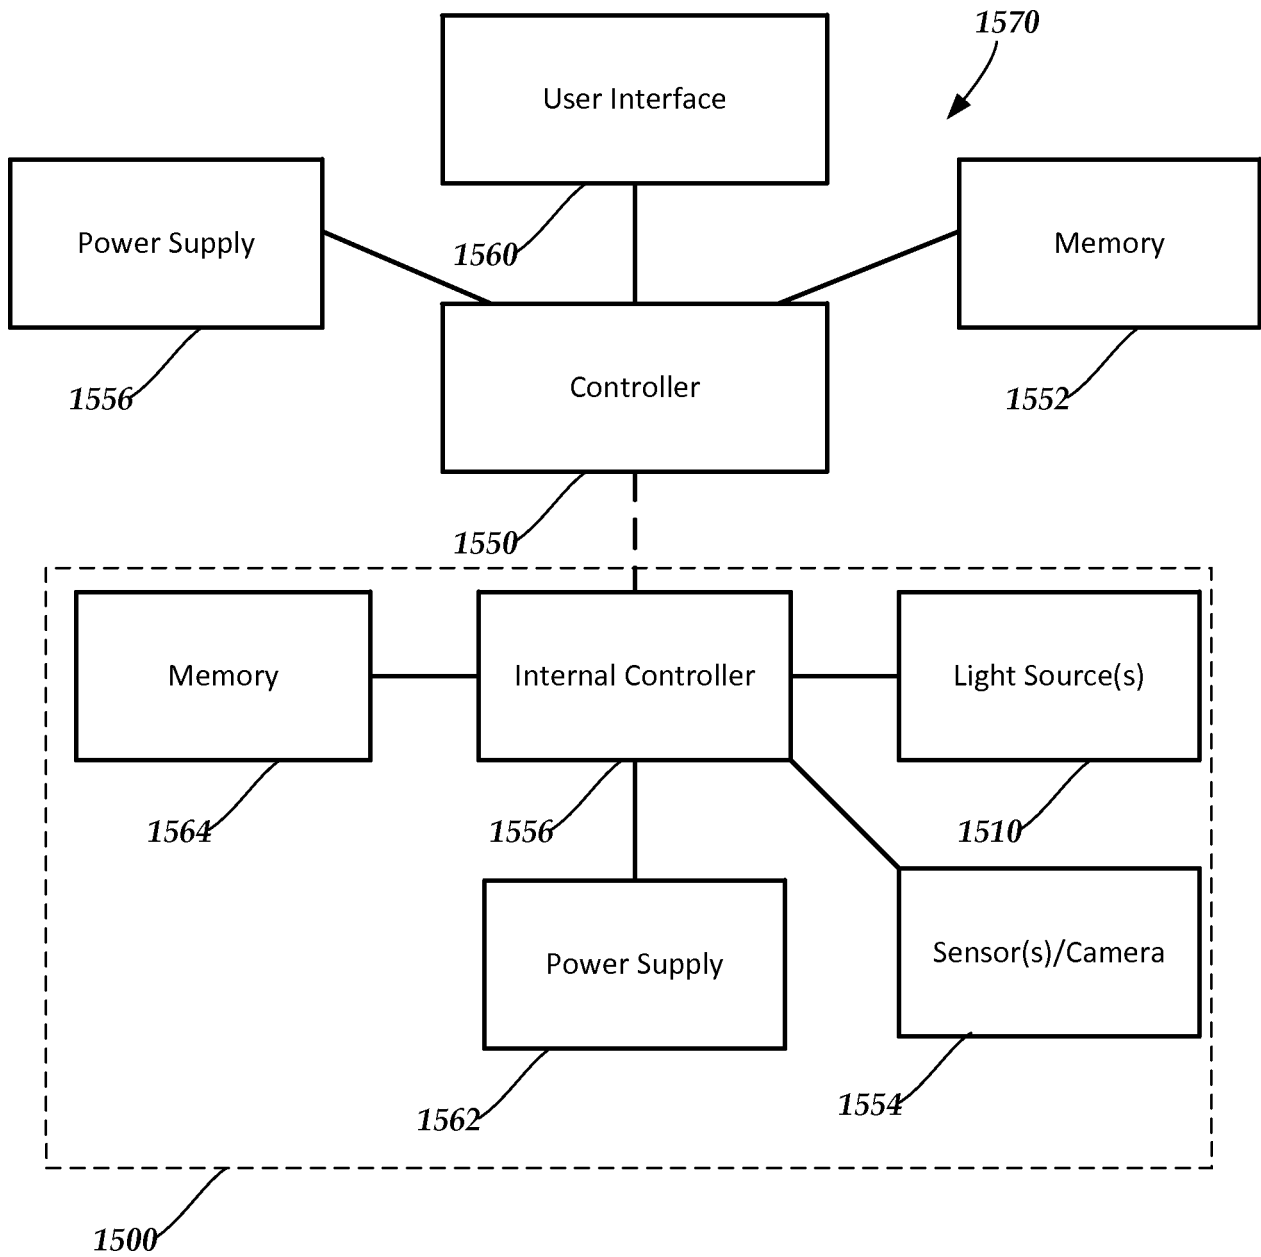 1570
User Interface
Power Supply
Memory
1560
Controller
1556
1552
1550
Memory
Internal Controller
Light Source(s)
1564
1556
1510
Power Supply
Sensor(s)/Camera
1562
1554
1500